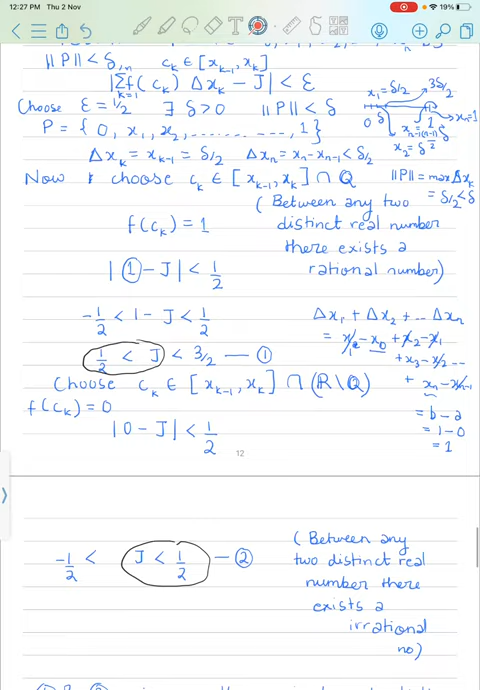 12:27 PM Thu 2 Nov
19%
||P|| < δ, c_k ∈ [x_{k-1}, x_k]
|Σ_{k=1}^{n} f(c_k) Δx_k − J| < ε
Choose ε = 1/2 ∃ δ > 0 ||P|| < δ
P = { 0, x_1, x_2, ........ ...., 1 }
Δx_k = x_{k-1} = δ/2 Δx_n = x_n − x_{n-1} < δ/2
x_1 = δ/2
3δ/2
0 δ
1
x_n = 1
x_{n-1} = (n-1) δ/2
x_2 = δ
||P|| = max Δx_k
= δ/2 < δ
Now choose c_k ∈ [x_{k-1}, x_k] ∩ Q
f(c_k) = 1
( Between any two
distinct real number
there exists a
rational number)
| 1 − J | < 1/2
−1/2 < 1 − J < 1/2
1/2 < J < 3/2 — ①
Δx_1 + Δx_2 + .. Δx_n
= x_1 − x_0 + x_2 − x_1
+ x_3 − x_2 ...
+ x_n − x_{n-1}
= b − a
= 1 − 0
= 1
Choose c_k ∈ [x_{k-1}, x_k] ∩ (R \ Q)
f(c_k) = 0
| 0 − J | < 1/2
12
−1/2 < J < 1/2 — ②
( Between any
two distinct real
number there
exists a
irrational
no)